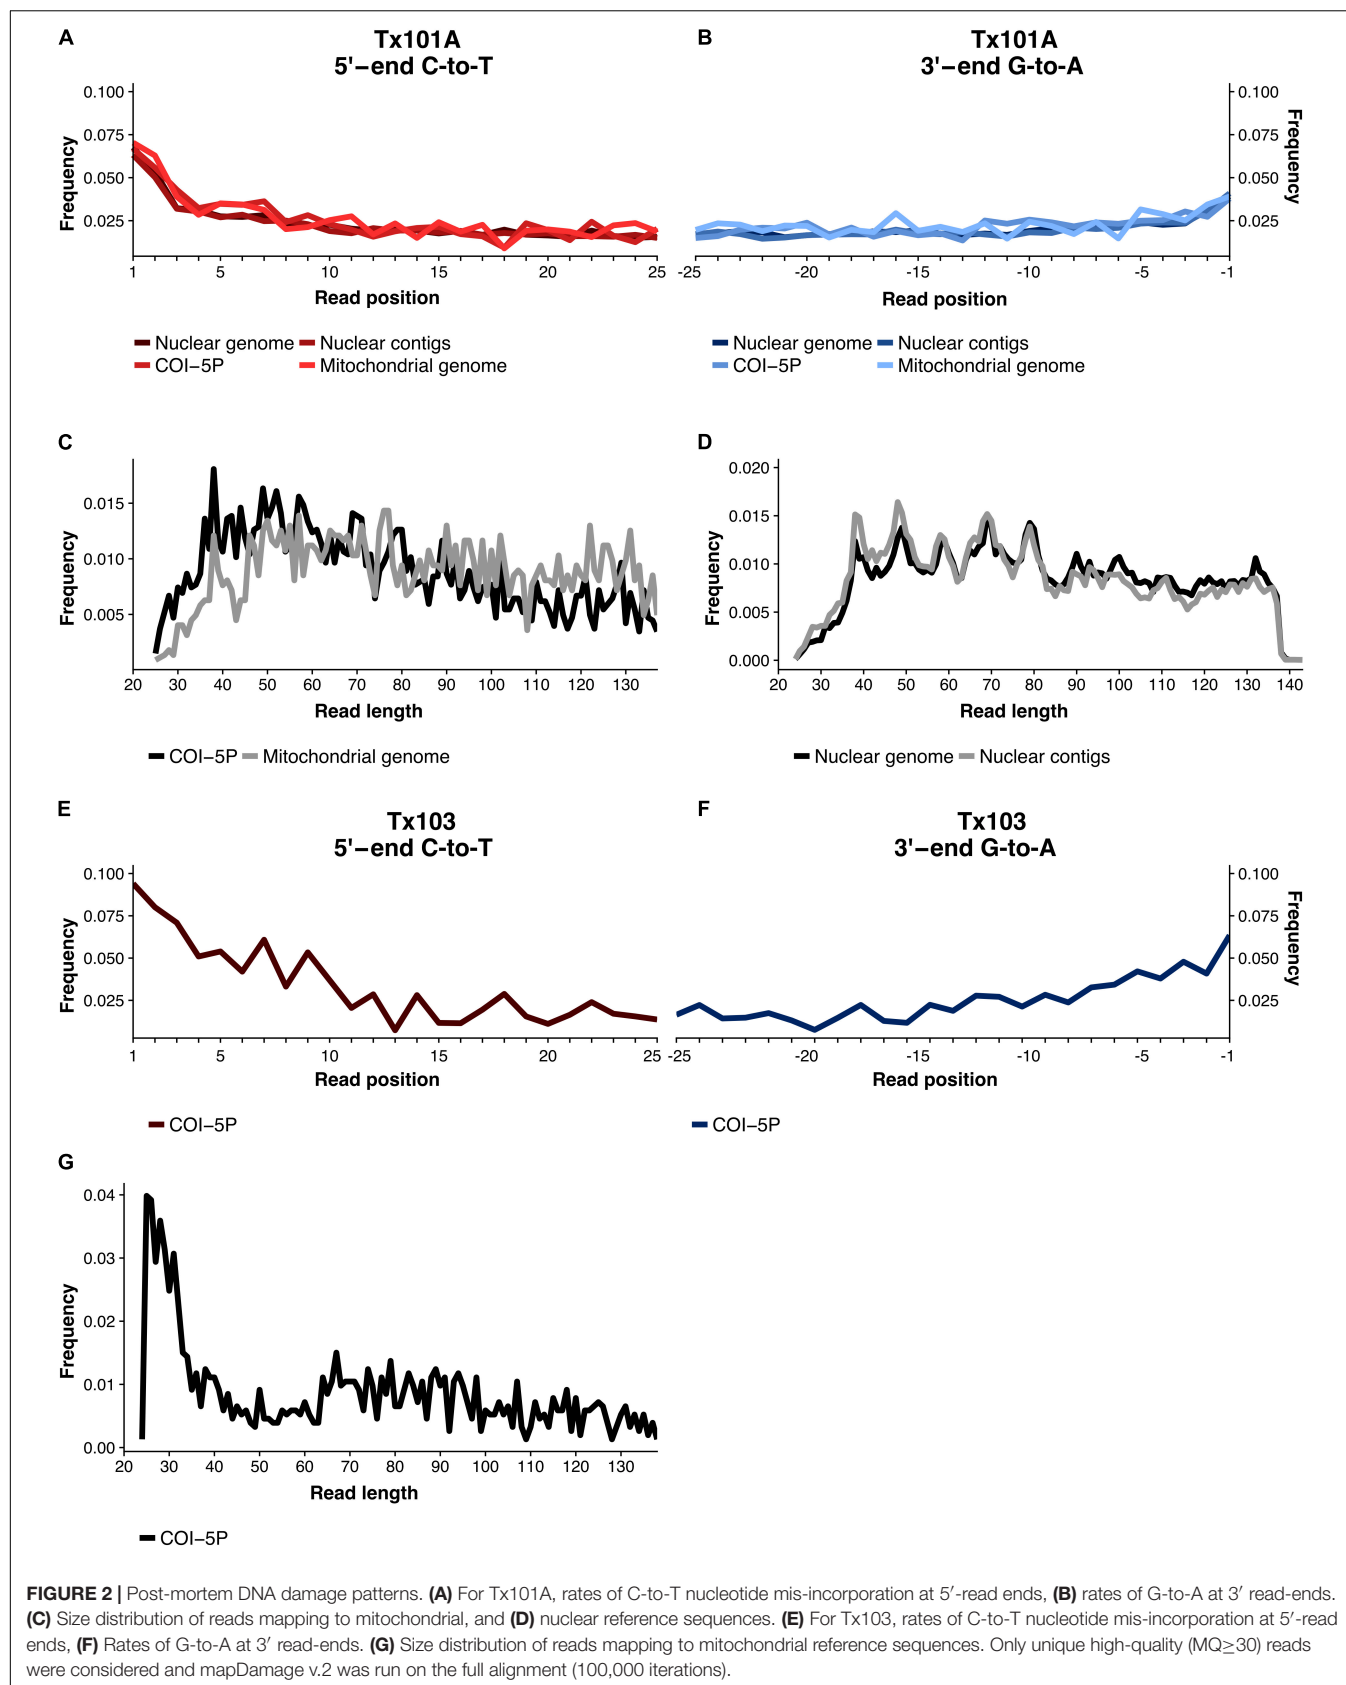 A
Tx101A
5'−end C-to-T
Frequency
0.100
0.075
0.050
0.025
1 5 10 15 20 25
Read position
Nuclear genome Nuclear contigs
COI−5P Mitochondrial genome
B
Tx101A
3'−end G-to-A
0.100
0.075
0.050
0.025
Frequency
-25 -20 -15 -10 -5 -1
Read position
Nuclear genome Nuclear contigs
COI−5P Mitochondrial genome
C
Frequency
0.015
0.010
0.005
20 30 40 50 60 70 80 90 100 110 120 130
Read length
COI−5P Mitochondrial genome
D
Frequency
0.020
0.015
0.010
0.005
0.000
20 30 40 50 60 70 80 90 100 110 120 130 140
Read length
Nuclear genome Nuclear contigs
E
Tx103
5'−end C-to-T
Frequency
0.100
0.075
0.050
0.025
1 5 10 15 20 25
Read position
COI−5P
F
Tx103
3'−end G-to-A
0.100
0.075
0.050
0.025
Frequency
-25 -20 -15 -10 -5 -1
Read position
COI−5P
G
Frequency
0.04
0.03
0.02
0.01
0.00
20 30 40 50 60 70 80 90 100 110 120 130
Read length
COI−5P
FIGURE 2 | Post-mortem DNA damage patterns. (A) For Tx101A, rates of C-to-T nucleotide mis-incorporation at 5′-read ends, (B) rates of G-to-A at 3′ read-ends.
(C) Size distribution of reads mapping to mitochondrial, and (D) nuclear reference sequences. (E) For Tx103, rates of C-to-T nucleotide mis-incorporation at 5′-read
ends, (F) Rates of G-to-A at 3′ read-ends. (G) Size distribution of reads mapping to mitochondrial reference sequences. Only unique high-quality (MQ≥30) reads
were considered and mapDamage v.2 was run on the full alignment (100,000 iterations).